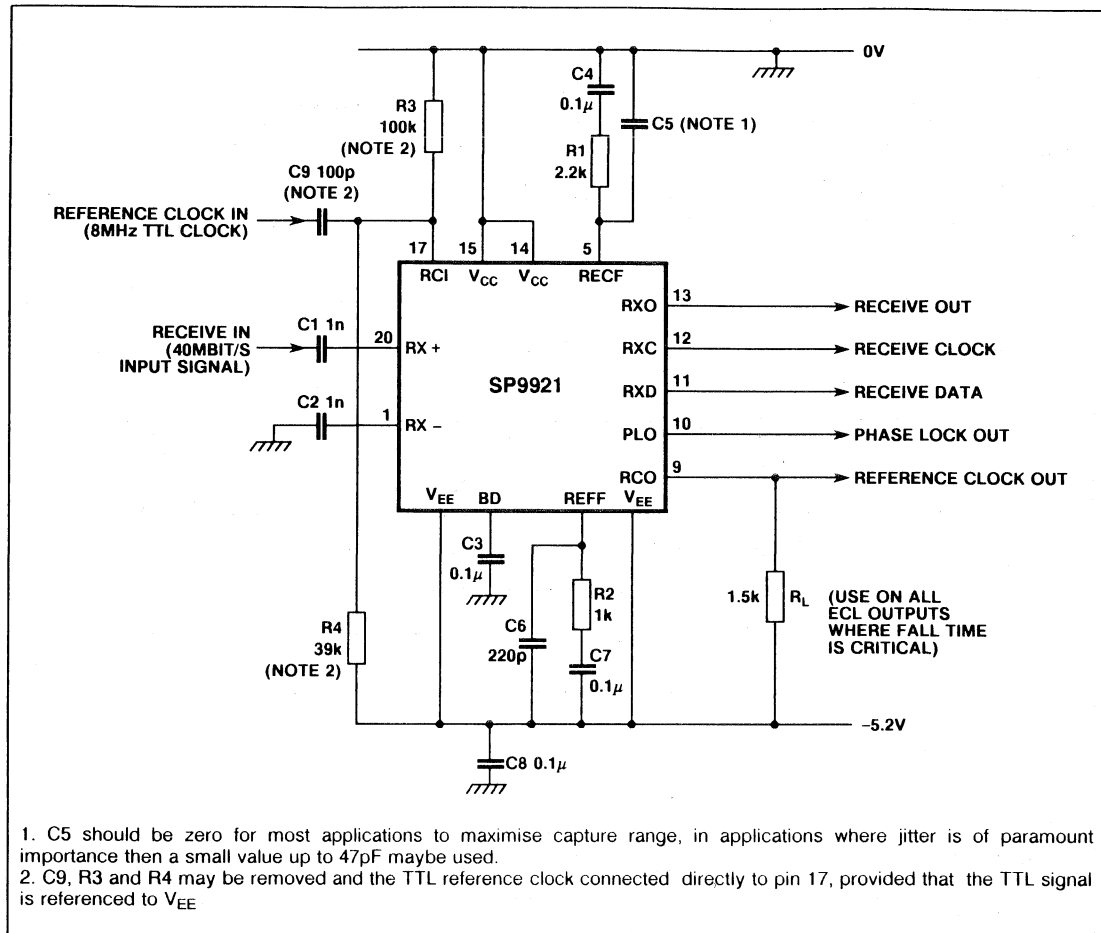 0V
C4
0.1μ
C5 (NOTE 1)
R3
100k
(NOTE 2)
R1
2.2k
C9 100p
(NOTE 2)
REFERENCE CLOCK IN
(8MHz TTL CLOCK)
17
15
14
5
RCI
VCC
VCC
RECF
RECEIVE IN
(40MBIT/S
INPUT SIGNAL)
C1 1n
20
RX +
C2 1n
1
RX –
SP9921
RXO
13
RECEIVE OUT
RXC
12
RECEIVE CLOCK
RXD
11
RECEIVE DATA
PLO
10
PHASE LOCK OUT
RCO
9
REFERENCE CLOCK OUT
VEE
BD
REFF
VEE
C3
0.1μ
R2
1k
C6
220p
C7
0.1μ
R4
39k
(NOTE 2)
1.5k
RL
(USE ON ALL
ECL OUTPUTS
WHERE FALL TIME
IS CRITICAL)
–5.2V
C8 0.1μ
1. C5 should be zero for most applications to maximise capture range, in applications where jitter is of paramount
importance then a small value up to 47pF maybe used.
2. C9, R3 and R4 may be removed and the TTL reference clock connected directly to pin 17, provided that the TTL signal
is referenced to VEE